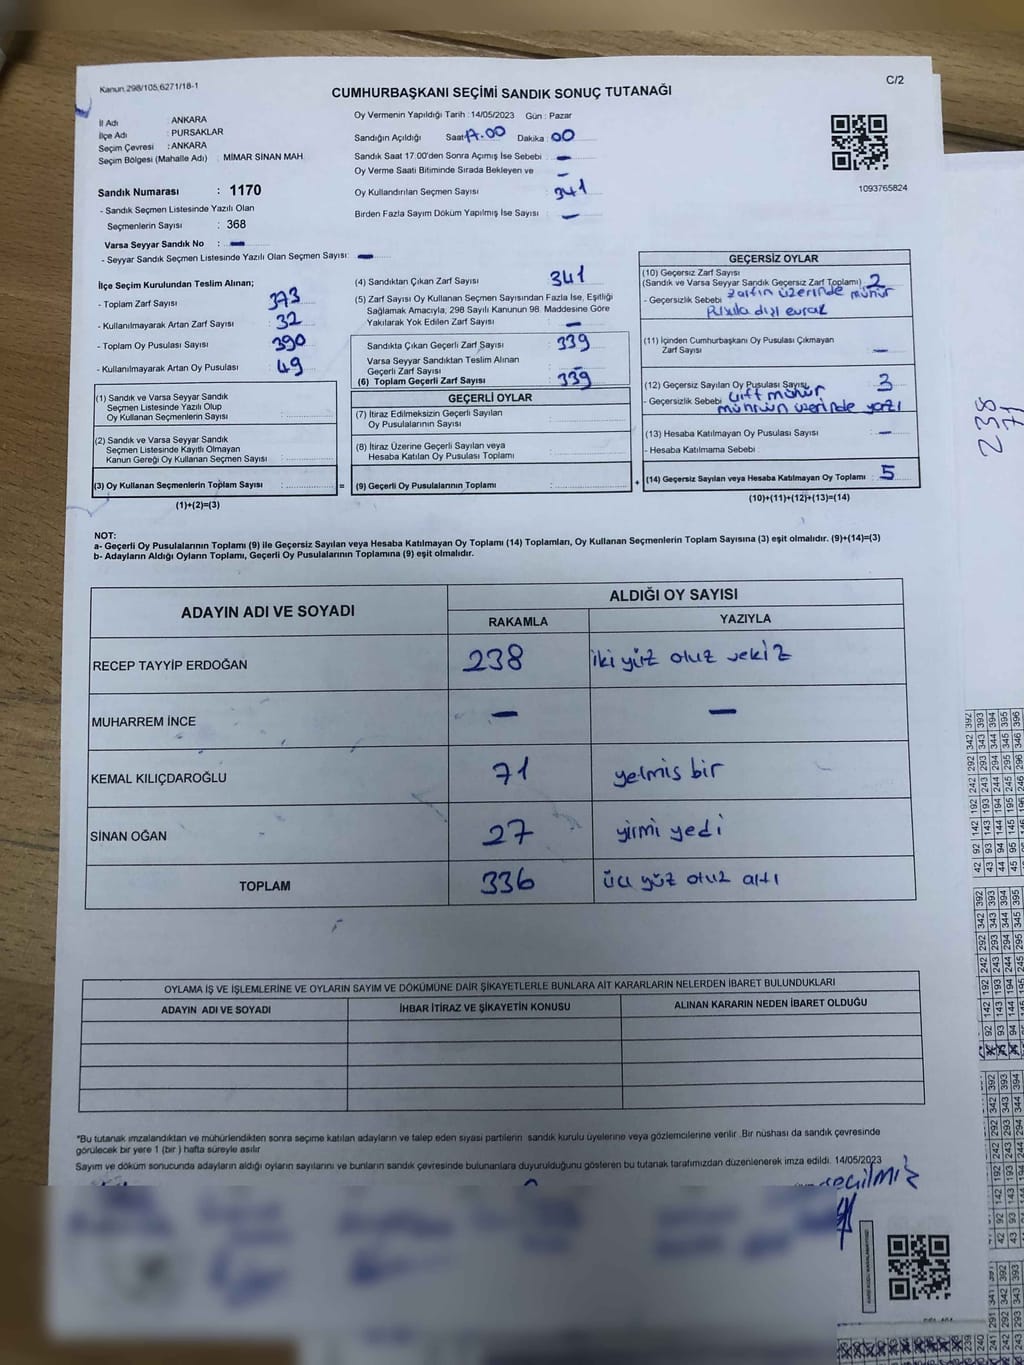 Kanun.298/105,6271/18-1
C/2
CUMHURBAŞKANI SEÇİMİ SANDIK SONUÇ TUTANAĞI
İl Adı : ANKARA
İlçe Adı : PURSAKLAR
Seçim Çevresi : ANKARA
Seçim Bölgesi (Mahalle Adı) : MİMAR SİNAN MAH
Sandık Numarası : 1170
- Sandık Seçmen Listesinde Yazılı Olan
Seçmenlerin Sayısı : 368
Varsa Seyyar Sandık No : -
- Seyyar Sandık Seçmen Listesinde Yazılı Olan Seçmen Sayısı: -
Oy Vermenin Yapıldığı Tarih : 14/05/2023 Gün : Pazar
Sandığın Açıldığı Saat 17.00 Dakika : 00
Sandık Saat 17:00'den Sonra Açımış İse Sebebi : -
Oy Verme Saati Bitiminde Sırada Bekleyen ve -
Oy Kullandırılan Seçmen Sayısı : 341
Birden Fazla Sayım Döküm Yapılmış İse Sayısı : -
1093765824
İlçe Seçim Kurulundan Teslim Alınan;
- Toplam Zarf Sayısı : 373
- Kullanılmayarak Artan Zarf Sayısı : 32
- Toplam Oy Pusulası Sayısı : 390
- Kullanılmayarak Artan Oy Pusulası : 49
(1) Sandık ve Varsa Seyyar Sandık
Seçmen Listesinde Yazılı Olup
Oy Kullanan Seçmenlerin Sayısı :
(2) Sandık ve Varsa Seyyar Sandık
Seçmen Listesinde Kayıtlı Olmayan
Kanun Gereği Oy Kullanan Seçmen Sayısı :
(3) Oy Kullanan Seçmenlerin Toplam Sayısı :
(1)+(2)=(3)
(4) Sandıktan Çıkan Zarf Sayısı : 341
(5) Zarf Sayısı Oy Kullanan Seçmen Sayısından Fazla İse, Eşitliği
Sağlamak Amacıyla, 298 Sayılı Kanunun 98. Maddesine Göre
Yakılarak Yok Edilen Zarf Sayısı : -
Sandıkta Çıkan Geçerli Zarf Sayısı : 339
Varsa Seyyar Sandıktan Teslim Alınan
Geçerli Zarf Sayısı : -
(6) Toplam Geçerli Zarf Sayısı : 339
GEÇERLİ OYLAR
(7) İtiraz Edilmeksizin Geçerli Sayılan
Oy Pusulasının Sayısı :
(8) İtiraz Üzerine Geçerli Sayılan veya
Hesaba Katılan Oy Pusulası Toplamı :
= (9) Geçerli Oy Pusulalarının Toplamı :
GEÇERSİZ OYLAR
(10) Geçersiz Zarf Sayısı
(Sandık ve Varsa Seyyar Sandık Geçersiz Zarf Toplamı) : 2
- Geçersizlik Sebebi : zarfın üzerinde mühür
Pusula dışı evrak
(11) İçinden Cumhurbaşkanı Oy Pusulası Çıkmayan
Zarf Sayısı : -
(12) Geçersiz Sayılan Oy Pusulası Sayısı : 3
- Geçersizlik Sebebi : Çift mühür
mührün üzerinde yazı
(13) Hesaba Katılmayan Oy Pusulası Sayısı : -
- Hesaba Katılmama Sebebi :
+ (14) Geçersiz Sayılan veya Hesaba Katılmayan Oy Toplamı : 5
(10)+(11)+(12)+(13)=(14)
238
71
NOT:
a- Geçerli Oy Pusulalarının Toplamı (9) ile Geçersiz Sayılan veya Hesaba Katılmayan Oy Toplamı (14) Toplamları, Oy Kullanan Seçmenlerin Toplam Sayısına (3) eşit olmalıdır. (9)+(14)=(3)
b- Adayların Aldığı Oyların Toplamı, Geçerli Oy Pusulalarının Toplamına (9) eşit olmalıdır.
ADAYIN ADI VE SOYADI ALDIĞI OY SAYISI
RAKAMLA YAZIYLA
RECEP TAYYİP ERDOĞAN 238 iki yüz otuz sekiz
MUHARREM İNCE - -
KEMAL KILIÇDAROĞLU 71 yetmiş bir
SİNAN OĞAN 27 yirmi yedi
TOPLAM 336 üç yüz otuz altı
OYLAMA İŞ VE İŞLEMLERİNE VE OYLARIN SAYIM VE DÖKÜMÜNE DAİR ŞİKAYETLERLE BUNLARA AİT KARARLARIN NELERDEN İBARET BULUNDUKLARI
ADAYIN ADI VE SOYADI İHBAR İTİRAZ VE ŞİKAYETİN KONUSU ALINAN KARARIN NEDEN İBARET OLDUĞU
*Bu tutanak imzalandıktan ve mühürlendikten sonra seçime katılan adayların ve talep eden siyasi partilerin sandık kurulu üyelerine veya gözlemcilerine verilir .Bir nüshası da sandık çevresinde
görülecek bir yere 1 (bir ) hafta süreyle asılır
Sayım ve döküm sonucunda adayların aldığı oyların sayılarını ve bunların sandık çevresinde bulunanlara duyurulduğunu gösteren bu tutanak tarafımızdan düzenlenerek imza edildi. 14/05/2023